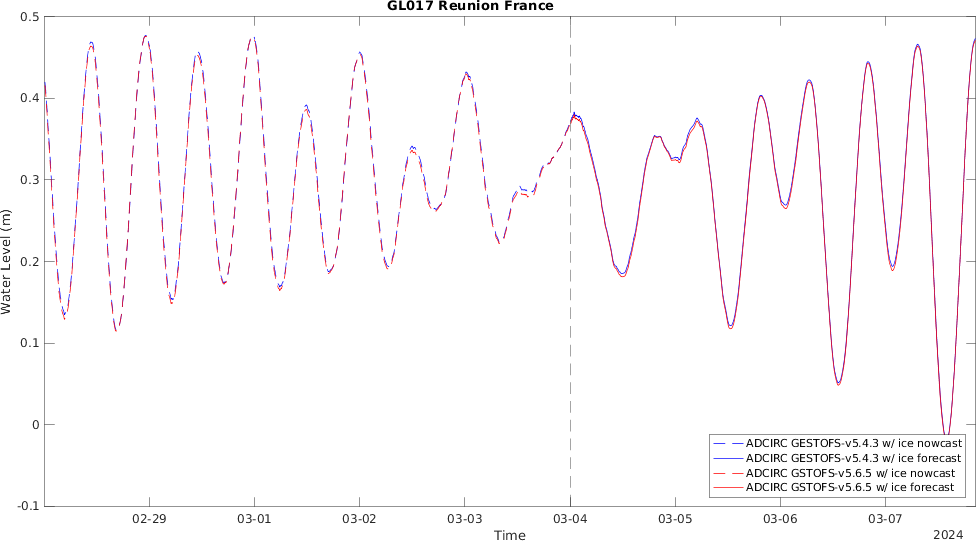 GL017 Reunion France
0.5
0.4
0.3
0.2
0.1
0
-0.1
Water Level (m)
02-29
03-01
03-02
03-03
03-04
03-05
03-06
03-07
Time
2024
ADCIRC GESTOFS-v5.4.3 w/ ice nowcast
ADCIRC GESTOFS-v5.4.3 w/ ice forecast
ADCIRC GSTOFS-v5.6.5 w/ ice nowcast
ADCIRC GSTOFS-v5.6.5 w/ ice forecast